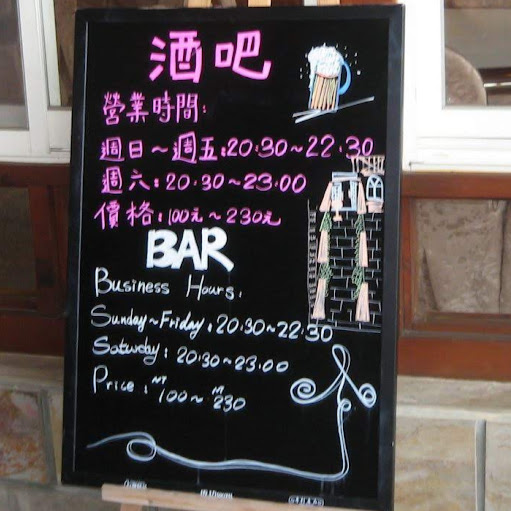 酒吧
營業時間:
週日～週五:20:30～22:30
週六:20:30～23:00
價格:100元～230元
BAR
Business Hours:
Sunday~Friday:20:30~22:30
Saturday:20:30~23:00
Price:NT100~NT230